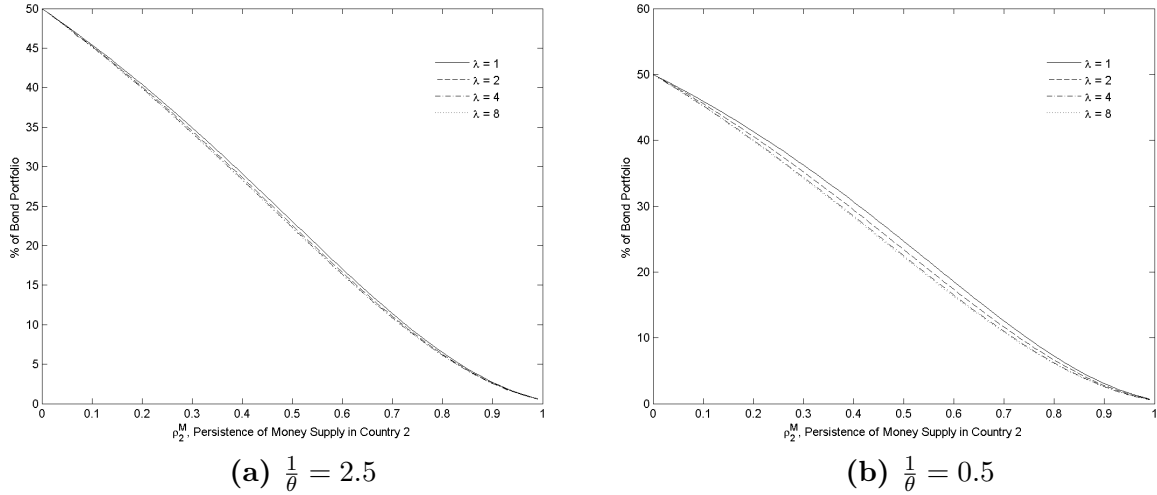 50
45
40
35
30
25
20
15
10
5
0
% of Bond Portfolio
λ = 1
λ = 2
λ = 4
λ = 8
0 0.1 0.2 0.3 0.4 0.5 0.6 0.7 0.8 0.9 1
ρ₂ᴹ, Persistence of Money Supply in Country 2
(a) 1/θ = 2.5
60
50
40
30
20
10
0
% of Bond Portfolio
λ = 1
λ = 2
λ = 4
λ = 8
0 0.1 0.2 0.3 0.4 0.5 0.6 0.7 0.8 0.9 1
ρ₂ᴹ, Persistence of Money Supply in Country 2
(b) 1/θ = 0.5